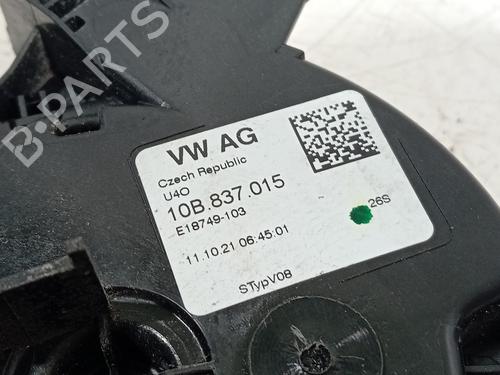 B-PARTS
VW AG
Czech Republic
U4O
10B.837.015
E18749-103
26S
11.10.21 06:45:01
STypV08
B-PARTS